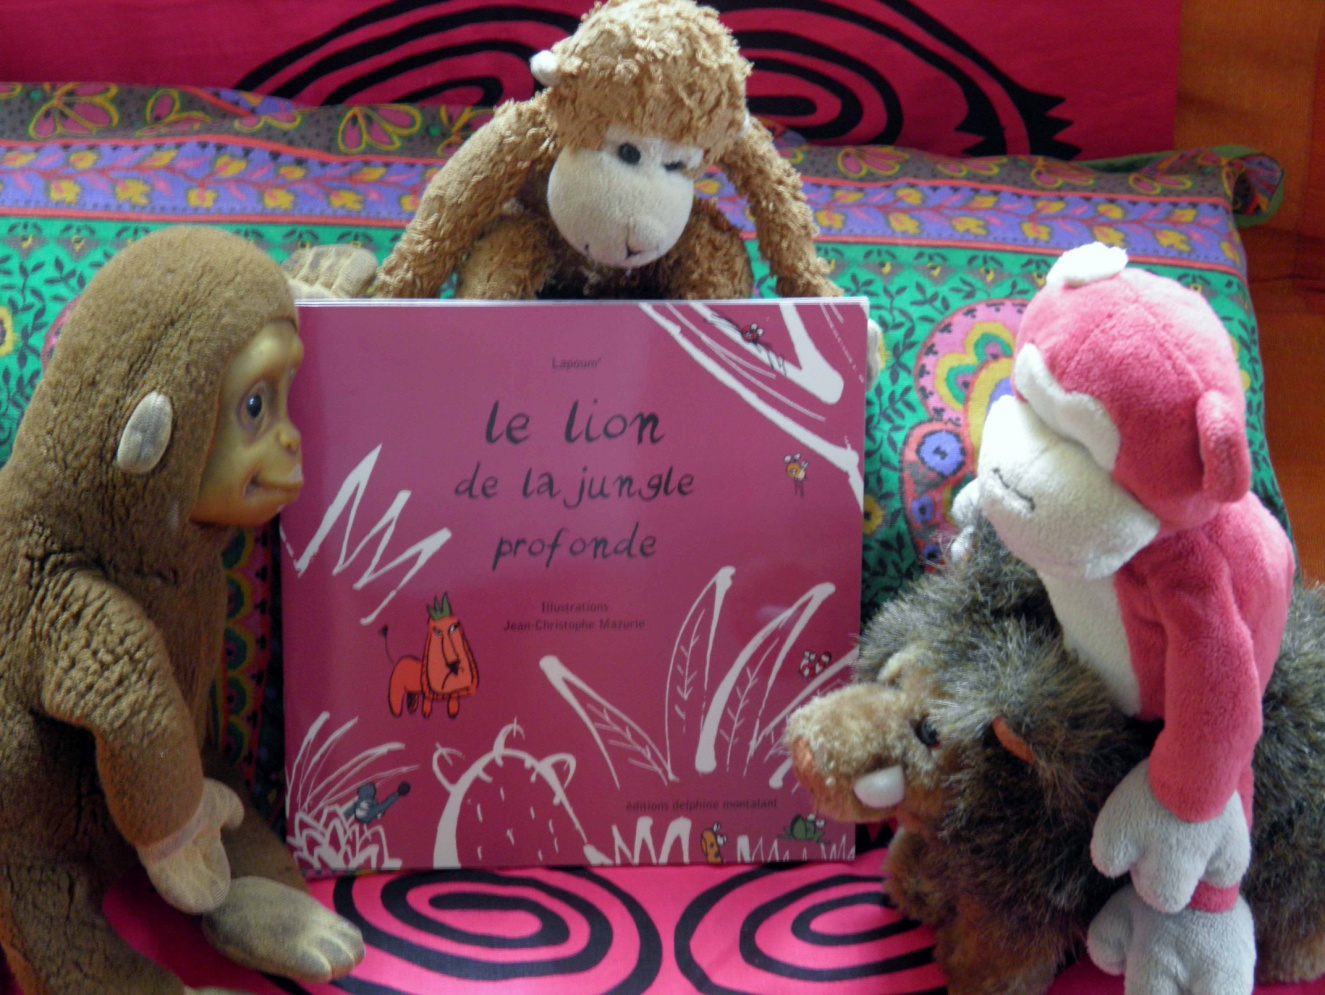 Lapoum'
le lion
de la jungle
profonde
Illustrations
Jean-Christophe Mazurie
éditions delphine montalant